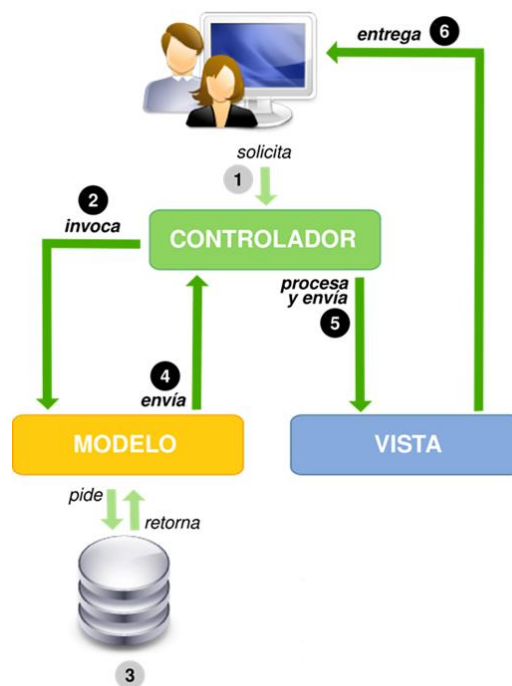 entrega 6
solicita
1
2
invoca
CONTROLADOR
procesa
y envía
5
4
envía
MODELO
VISTA
pide
retorna
3